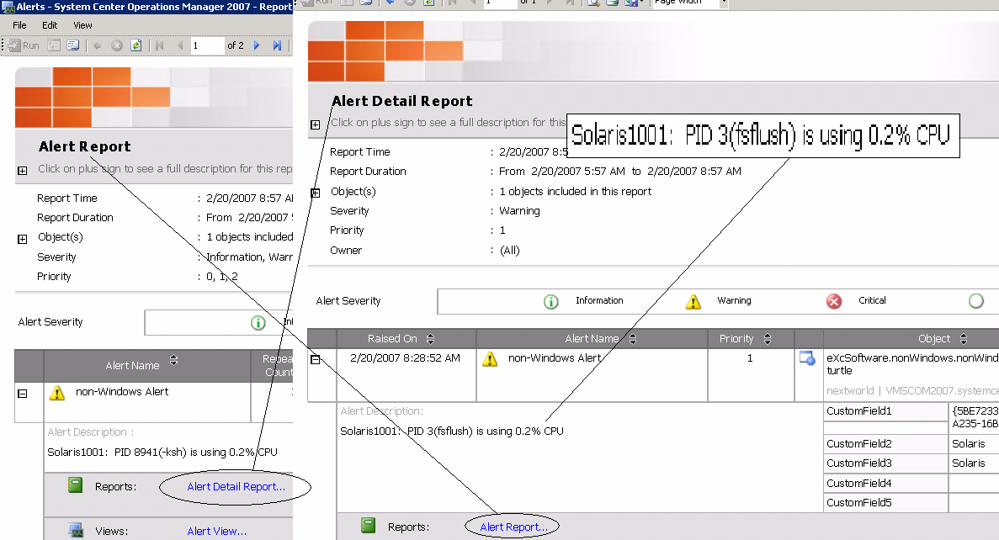 Alerts - System Center Operations Manager 2007 - Report
File Edit View
Run 1 of 2
Alert Report
Click on plus sign to see a full description for this rep
Report Time : 2/20/2007 8:57 AM
Report Duration : From 2/20/2007
Object(s) : 1 objects included
Severity : Information, Warr
Priority : 0, 1, 2
Alert Severity
Alert Name Repea
Count
non-Windows Alert
Alert Description :
Solaris1001: PID 8941(-ksh) is using 0.2% CPU
Reports: Alert Detail Report...
Views: Alert View...
Run 1 of 1 Page Width
Alert Detail Report
Click on plus sign to see a full description for this
Solaris1001: PID 3(fsflush) is using 0.2% CPU
Report Time : 2/20/2007 8:5
Report Duration : From 2/20/2007 5:57 AM to 2/20/2007 8:57 AM
Object(s) : 1 objects included in this report
Severity : Warning
Priority : 1
Owner : (All)
Alert Severity Information Warning Critical
Raised On Alert Name Priority Object
2/20/2007 8:28:52 AM non-Windows Alert 1 eXcSoftware.nonWindows.nonWind
turtle
nextworld | VMSCOM2007.systemce
Alert Description:
Solaris1001: PID 3(fsflush) is using 0.2% CPU
CustomField1 {5BE7233
A235-16B
CustomField2 Solaris
CustomField3 Solaris
CustomField4
CustomField5
Reports: Alert Report...